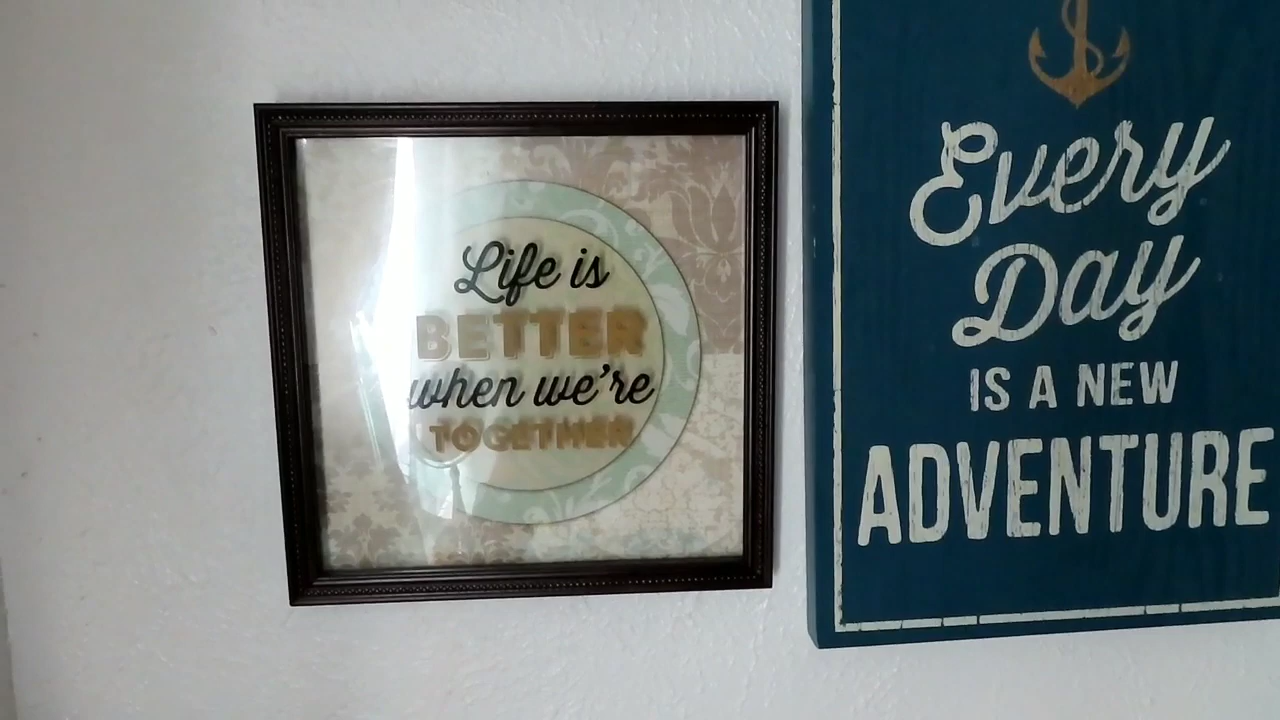 Life is
BETTER
when we're
TOGETHER
Every
Day
IS A NEW
ADVENTURE